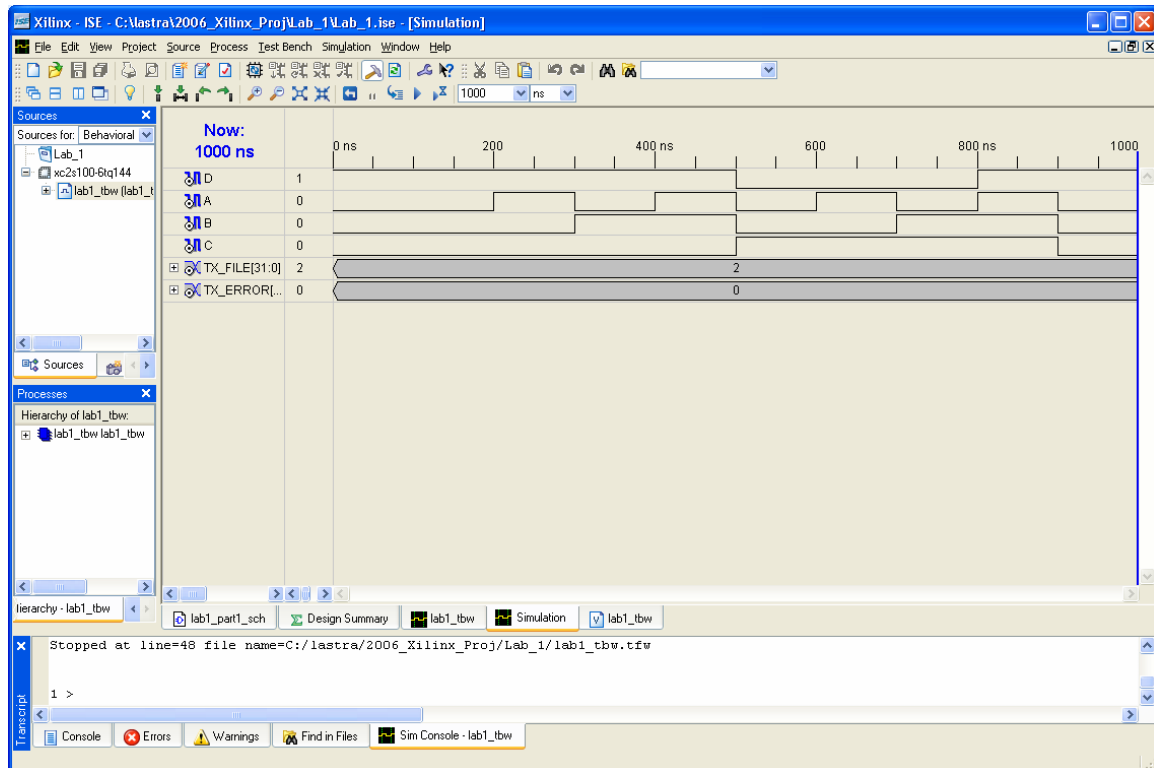 Xilinx - ISE - C:\lastra\2006_Xilinx_Proj\Lab_1\Lab_1.ise - [Simulation]
File Edit View Project Source Process Test Bench Simulation Window Help
1000 ns
Sources
Sources for: Behavioral
Lab_1
xc2s100-6tq144
lab1_tbw (lab1_t
Sources
Processes
Hierarchy of lab1_tbw:
lab1_tbw lab1_tbw
lierarchy - lab1_tbw
Now:
1000 ns
0 ns 200 400 ns 600 800 ns 1000
D 1
A 0
B 0
C 0
TX_FILE[31:0] 2 2
TX_ERROR[... 0 0
lab1_part1_sch Design Summary lab1_tbw Simulation lab1_tbw
Transcript
Stopped at line=48 file name=C:/lastra/2006_Xilinx_Proj/Lab_1/lab1_tbw.tfw
1 >
Console Errors Warnings Find in Files Sim Console - lab1_tbw